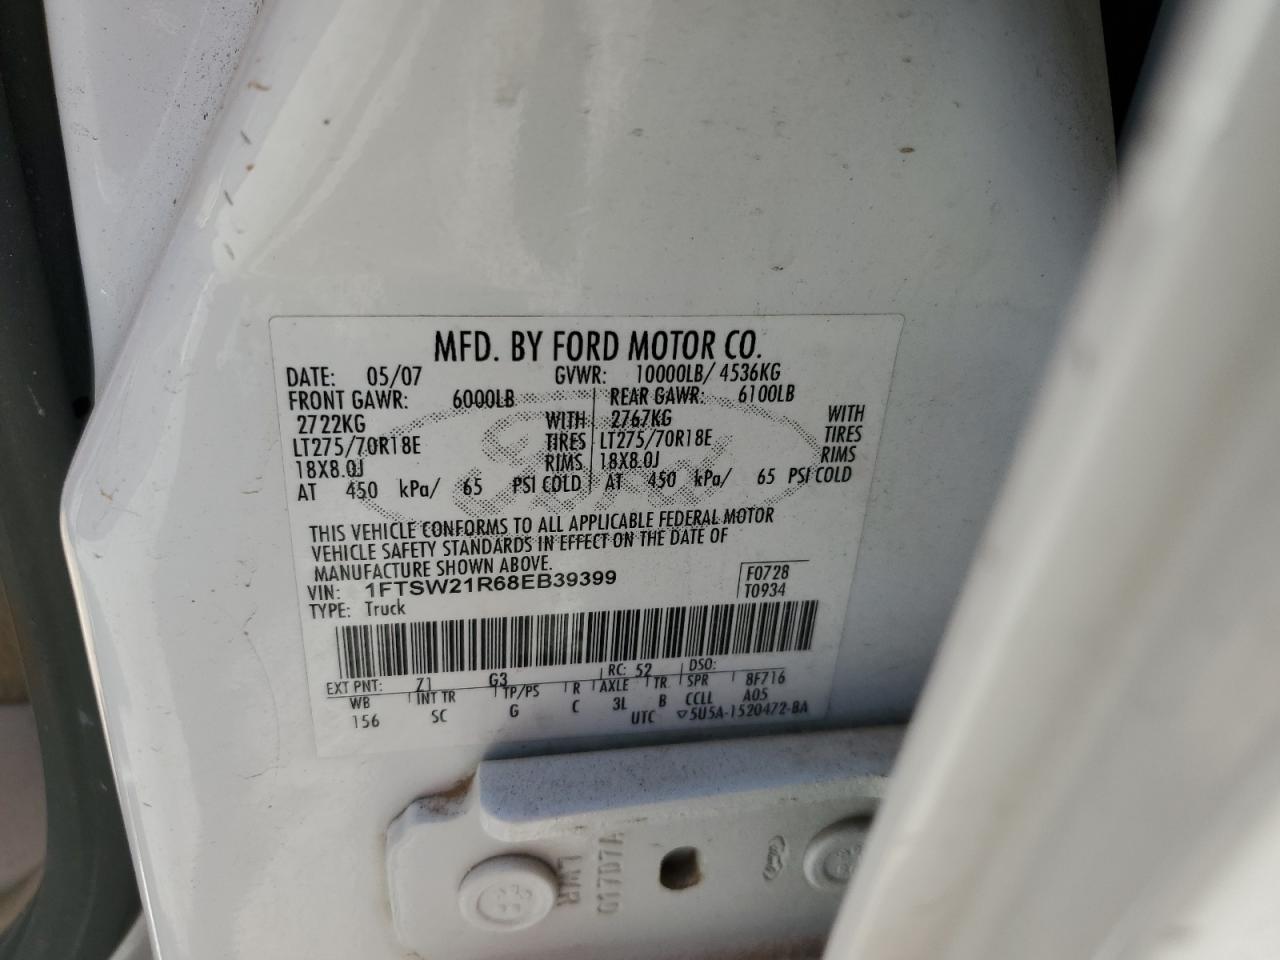 MFD. BY FORD MOTOR CO.
DATE: 05/07 GVWR: 10000LB/ 4536KG
FRONT GAWR: 6000LB REAR GAWR: 6100LB
2722KG WITH 2767KG WITH
LT275/70R18E TIRES LT275/70R18E TIRES
18X8.0J RIMS 18X8.0J RIMS
AT 450 kPa/ 65 PSI COLD AT 450 kPa/ 65 PSI COLD
THIS VEHICLE CONFORMS TO ALL APPLICABLE FEDERAL MOTOR
VEHICLE SAFETY STANDARDS IN EFFECT ON THE DATE OF
MANUFACTURE SHOWN ABOVE.
VIN: 1FTSW21R68EB39399 F0728
TYPE: Truck T0934
EXT PNT: Z1 G3 RC: 52 DSO:
WB INT TR TP/PS R AXLE TR SPR 8F716
156 SC G C 3L B CCLL A05
UTC ▽5U5A-1520472-BA
LWR
G17D7A